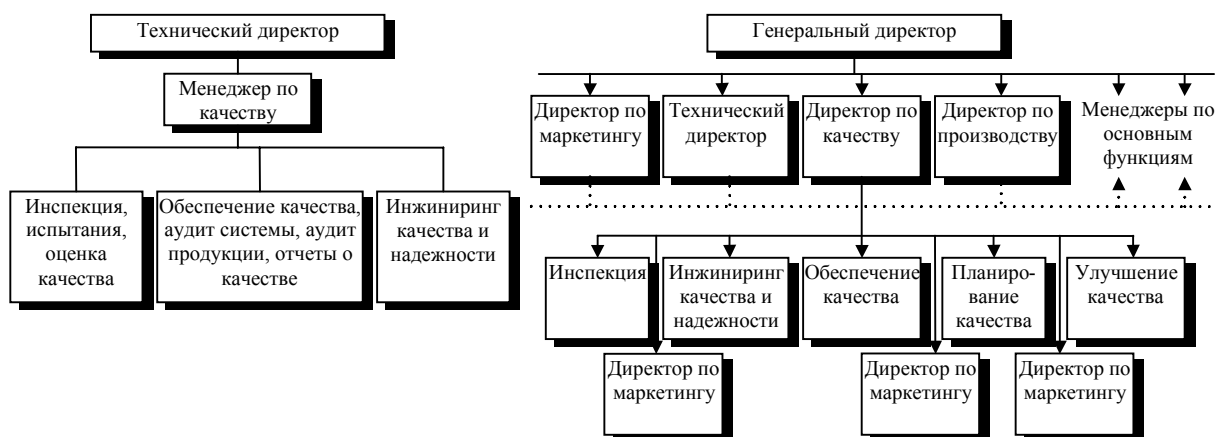 Технический директор
Менеджер по
качеству
Инспекция,
испытания,
оценка
качества
Обеспечение качества,
аудит системы, аудит
продукции, отчеты о
качестве
Инжиниринг
качества и
надежности
Генеральный директор
Директор по
маркетингу
Технический
директор
Директор по
качеству
Директор по
производству
Менеджеры по
основным
функциям
Инспекция
Инжиниринг
качества и
надежности
Обеспечение
качества
Планиро-
вание
качества
Улучшение
качества
Директор по
маркетингу
Директор по
маркетингу
Директор по
маркетингу